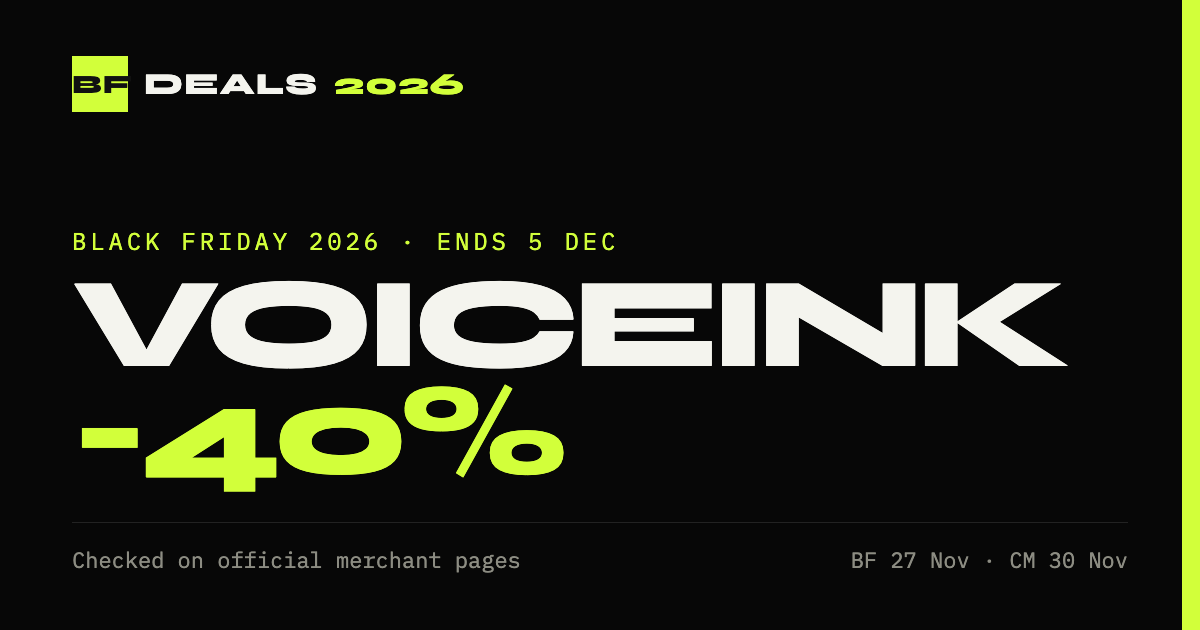 BF DEALS 2026
BLACK FRIDAY 2026 · ENDS 5 DEC
VOICEINK
-40%
Checked on official merchant pages
BF 27 Nov · CM 30 Nov